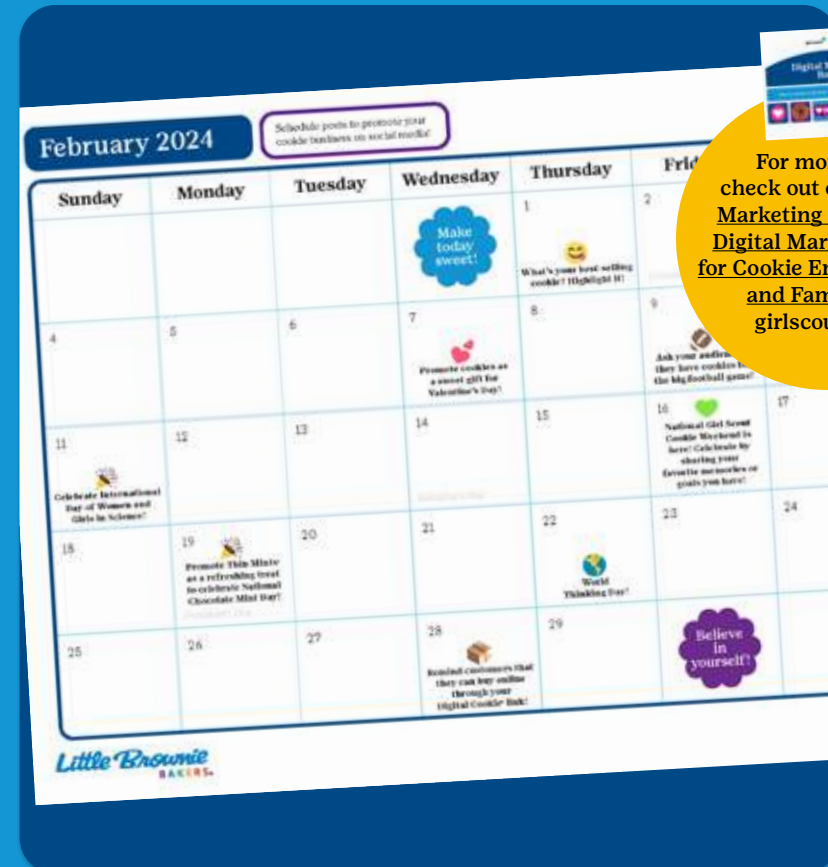 February 2024
Schedule posts to promote your
cookie business on social media!
Sunday Monday Tuesday Wednesday Thursday
Make
today
sweet!
1
What's your best-selling
cookie? Highlight it!
2
4
5
6
7
Promote cookies as
a sweet gift for
Valentine's Day!
8
9
Ask your
they have cookies
the big football game!
11
Celebrate International
Day of Women and
Girls in Science!
12
13
14
15
16
National Girl Scout
Cookie Weekend is
here! Celebrate by
sharing your
favorite memories or
goals you have!
17
18
19
Promote Thin Mints
as a refreshing treat
to celebrate National
Chocolate Mint Day!
20
21
22
World
Thinking Day!
23
24
25
26
27
28
Remind customers that
they can buy online
through your
Digital Cookie® link!
29
Believe
in
yourself!
Little Brownie
BAKERS
For
check out
Marketing
Digital
for Cookie
and